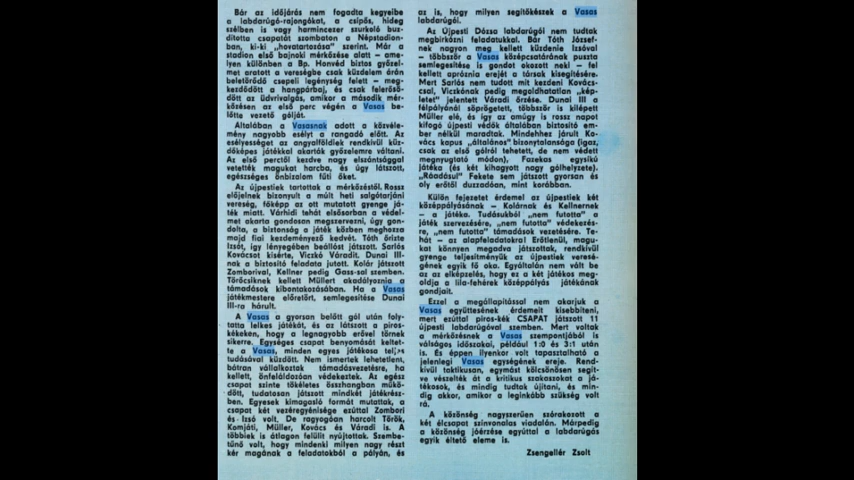 Bár az időjárás nem fogadta kegyeibe
a labdarúgó-rajongókat, a csípős, hideg
szélben is vagy harmincezer szurkoló buz-
dította csapatát szombaton a Népstadion-
ban, ki-ki „hovatartozása" szerint. Már a
stadion első bajnoki mérkőzése alatt – ame-
lyen különben a Bp. Honvéd biztos győzel-
met aratott a vereségbe csak küzdelem árán
beletörődő csepeli legénység felett – meg-
kezdődött a hangpárbaj, és csak felerősö-
dött az üdvrivalgás, amikor a második mér-
kőzésen az első perc végén a Vasas be-
lőtte vezető gólját.
Általában a Vasasnak adott a közvéle-
mény nagyobb esélyt a rangadó előtt. Az
esélyességet az angyalföldiek rendkívül küz-
dőképes játékkal akarták győzelemre váltani.
Az első perctől kezdve nagy elszántsággal
vetették magukat harcba, és úgy játszott,
egészséges önbizalom fűti őket.
Az újpestiek tartottak a mérkőzéstől. Rossz
előjelnek bizonyult a múlt heti salgótarjáni
vereség, főképp az ott mutatott gyenge já-
ték miatt. Várhidi tehát elsősorban a védel-
met akarta gondosan megszervezni, úgy gon-
dolta, a biztonság a játék közben meghozza
majd fiai kezdeményező kedvét. Tóth őrizte
Izsót, így lényegében beállóst játszott. Sarlós
Kovácsot kísérte, Viczkó Váradit. Dunai III-
nak a biztosító feladata jutott. Kolár játszott
Zomborival, Kellner pedig Gass-sal szemben.
Törőcsiknek kellett Müllert akadályoznia a
támadások kibontakozásában. Ha a Vasas
játékmestere előretört, semlegesítése Dunai
III-ra hárult.
A Vasas a gyorsan belőtt gól után foly-
tatta lelkes játékát, és az látszott a piros-
kékeken, hogy a legnagyobb erővel törnek
sikerre. Egységes csapat benyomását keltet-
te a Vasas, minden egyes játékosa teljes
tudásával küzdött. Nem ismertek lehetetlent,
bátran vállalkoztak támadásvezetésre, ha
kellett, önfeláldozóan védekeztek. Az egész
csapat szinte tökéletes összhangban mükö-
dött, tudatosan játszott mindkét játékrész-
ben. Egyesek kimagasló formát mutattak, a
csapat két vezéregyénisége ezúttal Zombori
és Izsó volt. De ragyogóan harcolt Török,
Komjáti, Müller, Kovács és Váradi is. A
többiek is átlagon felülit nyújtottak. Szembe-
tűnő volt, hogy mindenki milyen nagy részt
kér magának a feladatokból a pályán, és
az is, hogy milyen segítőkészek a Vasas
labdarúgói.
Az Újpesti Dózsa labdarúgói nem tudtak
megbirkózni feladatukkal. Bár Tóth József-
nek nagyon meg kellett küzdenie Izsóval
– többször a Vasas középcsatárának puszta
semlegesítése is gondot okozott neki – fel
kellett apróznia erejét a társak kisegítésére.
Mert Sarlós nem tudott mit kezdeni Kovács-
csal, Viczkónak pedig megoldhatatlan „kép-
letet" jelentett Váradi őrzése. Dunai III a
félpályánál söprögetett, többször is kilépett
Müller elé, és így az amúgy is rossz napot
kifogó újpesti védők általában biztosító em-
ber nélkül maradtak. Mindehhez járult Ko-
vács kapus „általános" bizonytalansága (igaz,
csak az első gólról tehetett, de nem védett
megnyugtató módon), Fazekas egysíkú
játéka (és két kihagyott nagy gólhelyzete).
„Ráadásul" Fekete sem játszott gyorsan és
oly erőtől duzzadóan, mint korábban.
Külön fejezetet érdemel az újpestiek két
középpályásának – Kolárnak és Kellnernek
– a játéka. Tudásukból „nem futotta" a
játék szervezésére, „nem futotta" védekezés-
re, „nem futotta" támadások vezetésére. Te-
hát – az alapfeladatokra! Erőtlenül, magu-
kat könnyen megadva játszottak, rendkívül
gyenge teljesítményük az újpestiek veresé-
gének egyik fő oka. Egyáltalán nem vált be
az az elképzelés, hogy ez a két játékos meg-
oldja a lila-fehérek középpályás játékának
gondjait.
Ezzel a megállapítással nem akarjuk a
Vasas együttesének érdemeit kisebbíteni,
mert ezúttal piros-kék CSAPAT játszott 11
újpesti labdarúgóval szemben. Mert voltak
a mérkőzésnek a Vasas szempontjából is
válságos időszakai, például 1:0 és 3:1 után
is. És éppen ilyenkor volt tapasztalható a
jelenlegi Vasas egységének ereje. Rend-
kívül taktikusan, egymást kölcsönösen segít-
ve vészelték át a kritikus szakaszokat a já-
tékosok, és mindig tudtak újítani, és min-
dig akkor, amikor a leginkább szükség volt
rá.
A közönség nagyszerűen szórakozott a
két élcsapat színvonalas viadalán. Márpedig
a közönség jóérzése egyúttal a labdarúgás
egyik éltető eleme is.
Zsengellér Zsolt